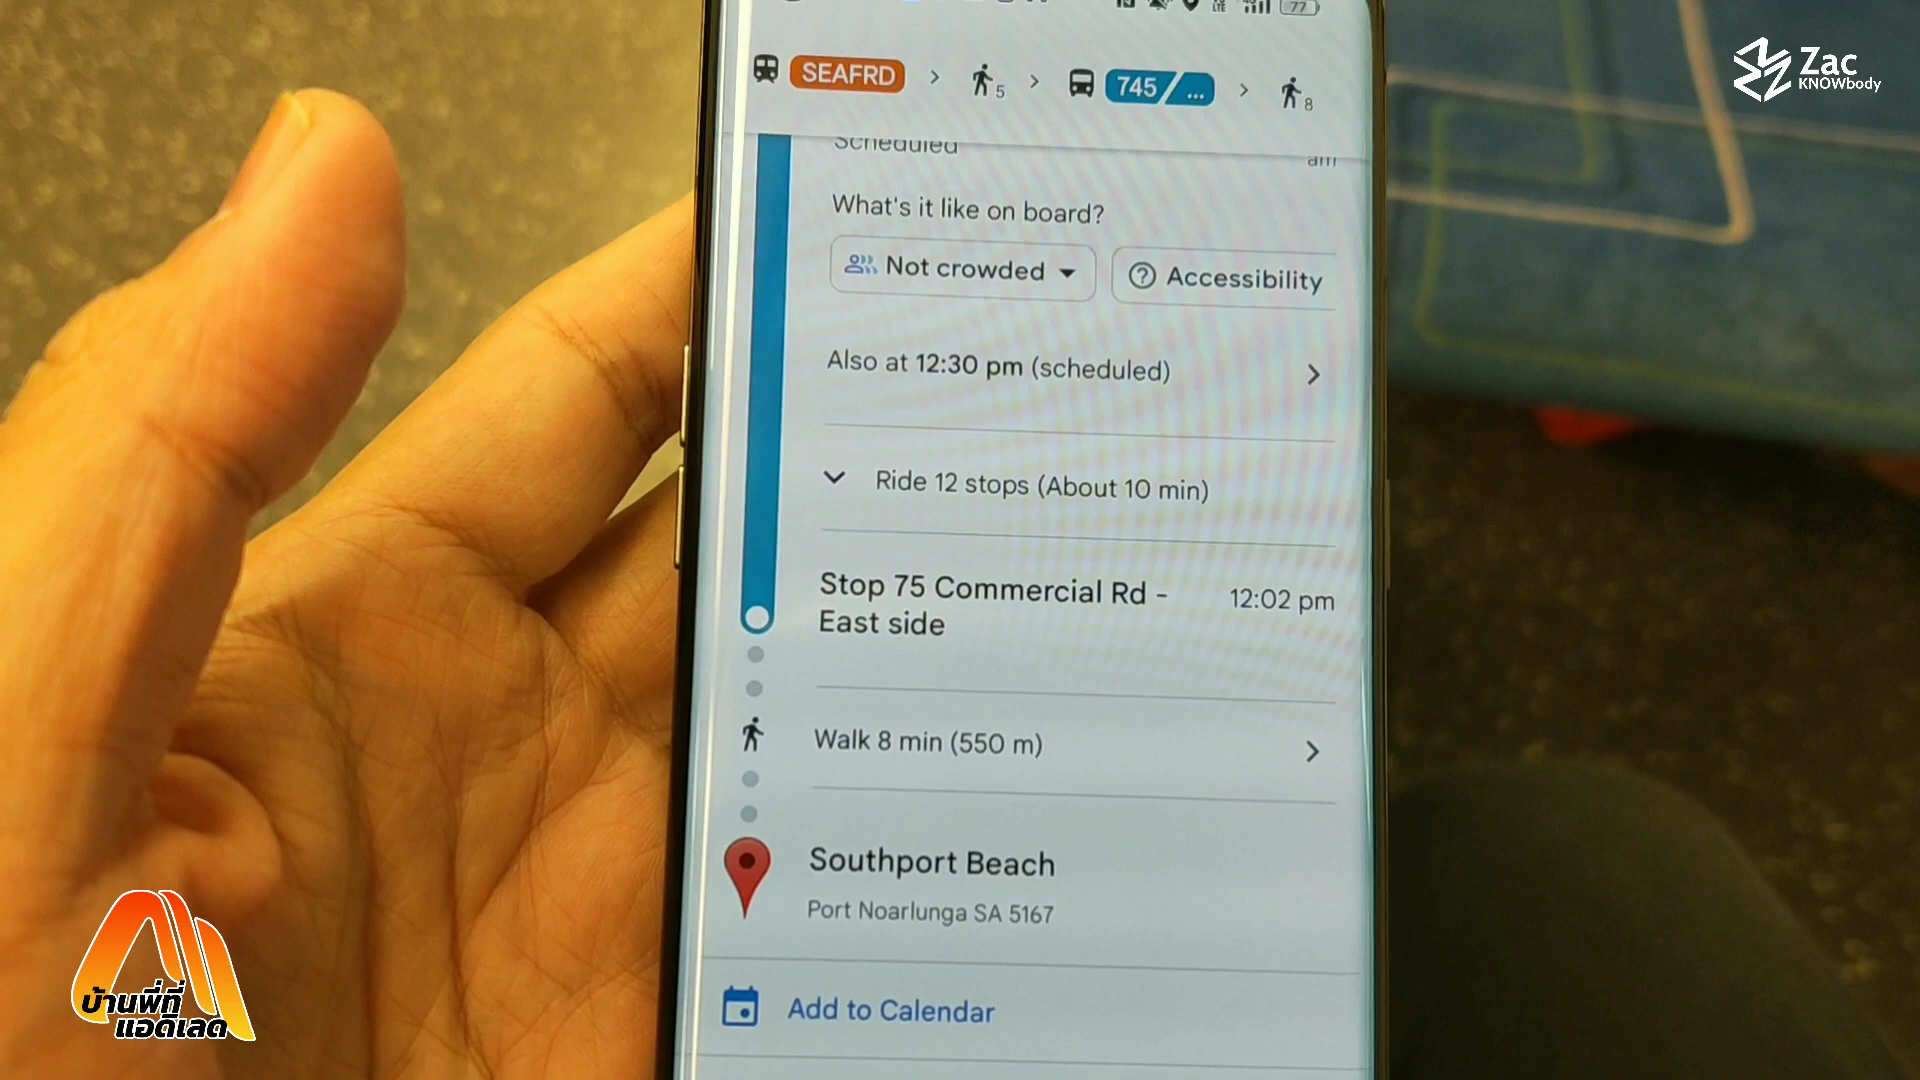 77
Zac
KNOWbody
SEAFRD
5
745/...
8
Scheduled
am
What's it like on board?
Not crowded
Accessibility
Also at 12:30 pm (scheduled)
Ride 12 stops (About 10 min)
Stop 75 Commercial Rd -
East side
12:02 pm
Walk 8 min (550 m)
Southport Beach
Port Noarlunga SA 5167
Add to Calendar
บ้านพี่ที่
แอดิเลด